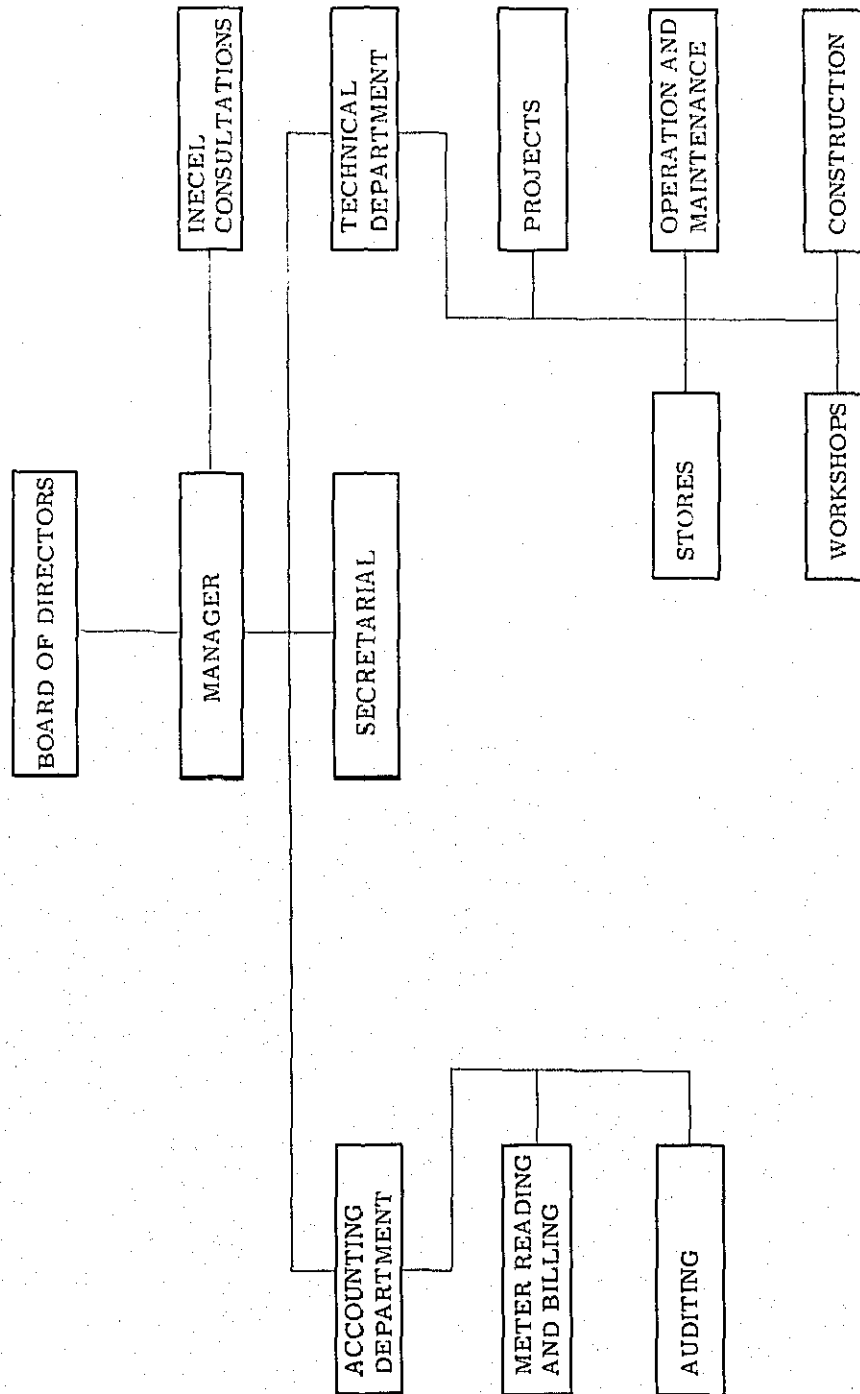 BOARD OF DIRECTORS
MANAGER
INECEL
CONSULTATIONS
ACCOUNTING
DEPARTMENT
SECRETARIAL
TECHNICAL
DEPARTMENT
METER READING
AND BILLING
PROJECTS
AUDITING
STORES
OPERATION AND
MAINTENANCE
WORKSHOPS
CONSTRUCTION